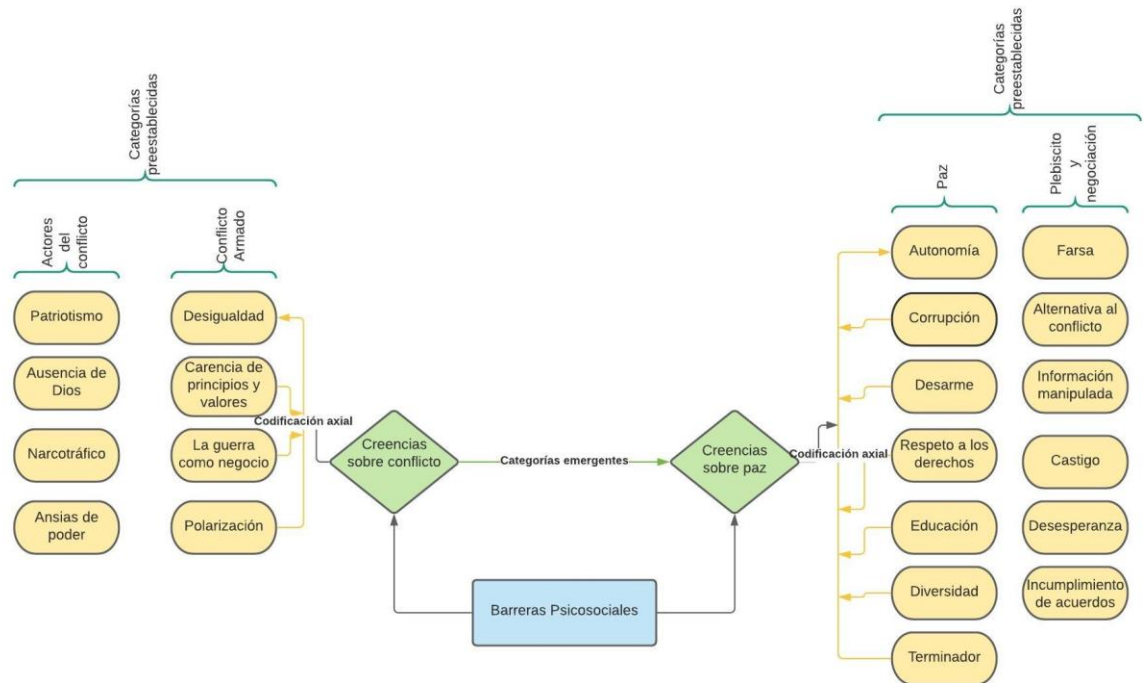 Categorías
preestablecidas
Actores
del
conflicto
Conflicto
Armado
Patriotismo
Ausencia de
Dios
Narcotráfico
Ansias de
poder
Desigualdad
Carencia de
principios y
valores
La guerra
como negocio
Polarización
Codificación axial
Creencias
sobre conflicto
Categorías emergentes
Creencias
sobre paz
Codificación axial
Barreras Psicosociales
Categorías
preestablecidas
Paz
Plebiscito
y
negociación
Autonomía
Corrupción
Desarme
Respeto a los
derechos
Educación
Diversidad
Terminador
Farsa
Alternativa al
conflicto
Información
manipulada
Castigo
Desesperanza
Incumplimiento
de acuerdos